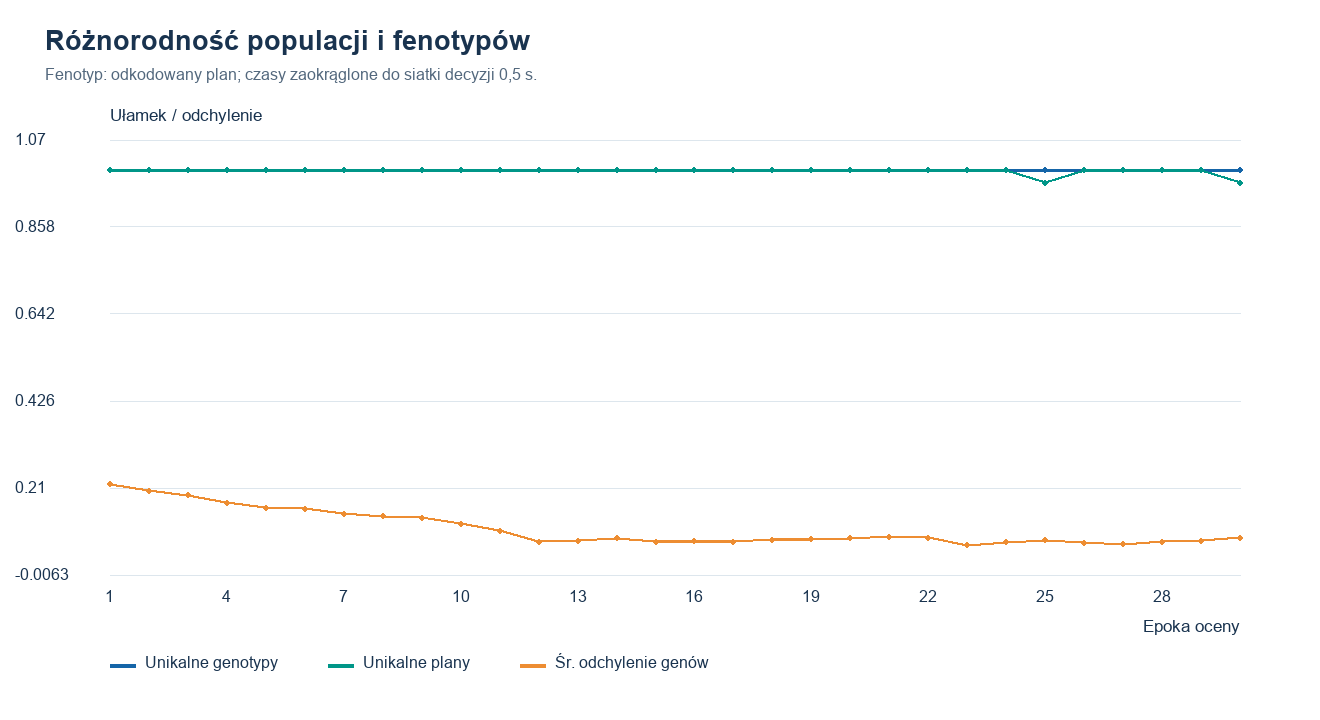 Różnorodność populacji i fenotypów
Fenotyp: odkodowany plan; czasy zaokrąglone do siatki decyzji 0,5 s.
Ułamek / odchylenie
1.07
0.858
0.642
0.426
0.21
-0.0063
1 4 7 10 13 16 19 22 25 28
Epoka oceny
Unikalne genotypy Unikalne plany Śr. odchylenie genów